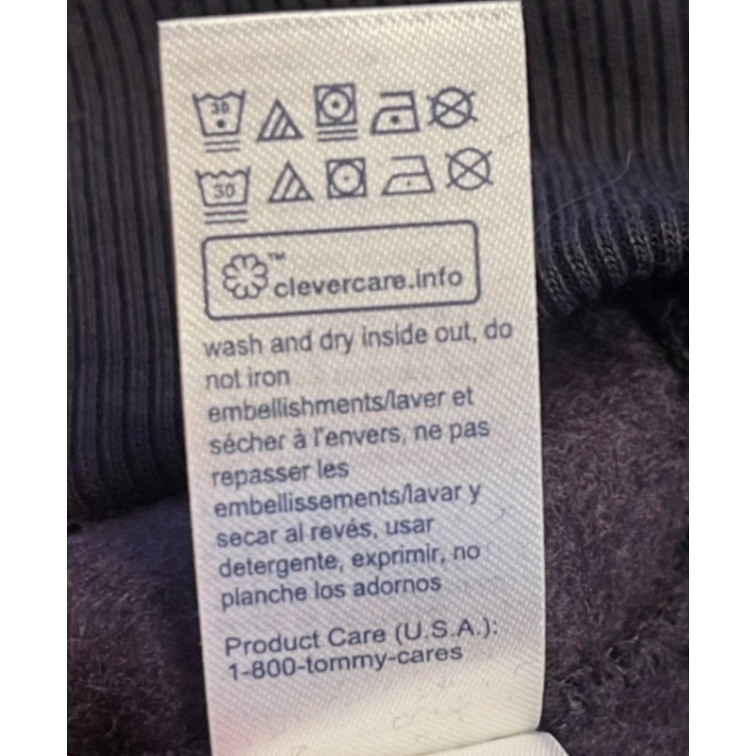 30
30
™
clevercare.info
wash and dry inside out, do
not iron
embellishments/laver et
sécher à l'envers, ne pas
repasser les
embellissements/lavar y
secar al revés, usar
detergente, exprimir, no
planche los adornos
Product Care (U.S.A.):
1-800-tommy-cares